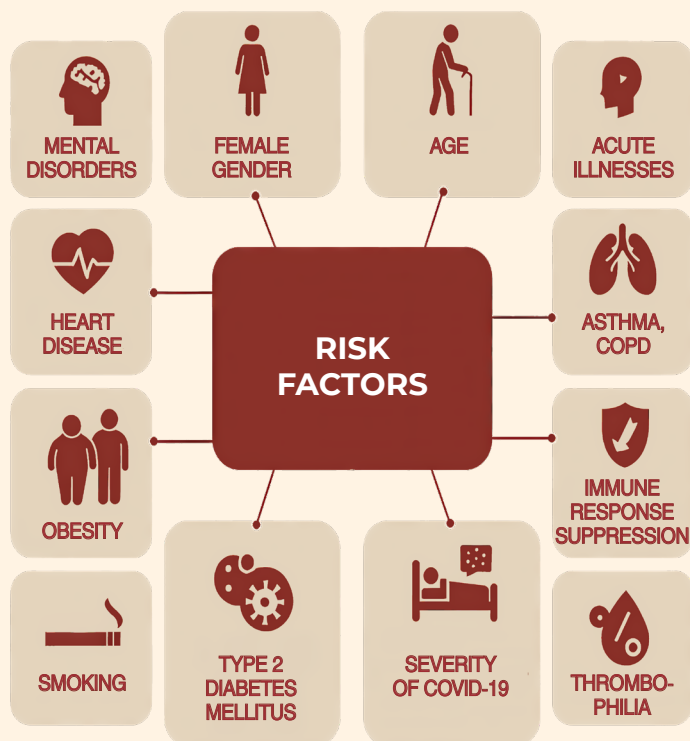 MENTAL
DISORDERS
FEMALE
GENDER
AGE
ACUTE
ILLNESSES
HEART
DISEASE
RISK
FACTORS
ASTHMA,
COPD
OBESITY
IMMUNE
RESPONSE
SUPPRESSION
SMOKING
TYPE 2
DIABETES
MELLITUS
SEVERITY
OF COVID-19
THROMBO-
PHILIA